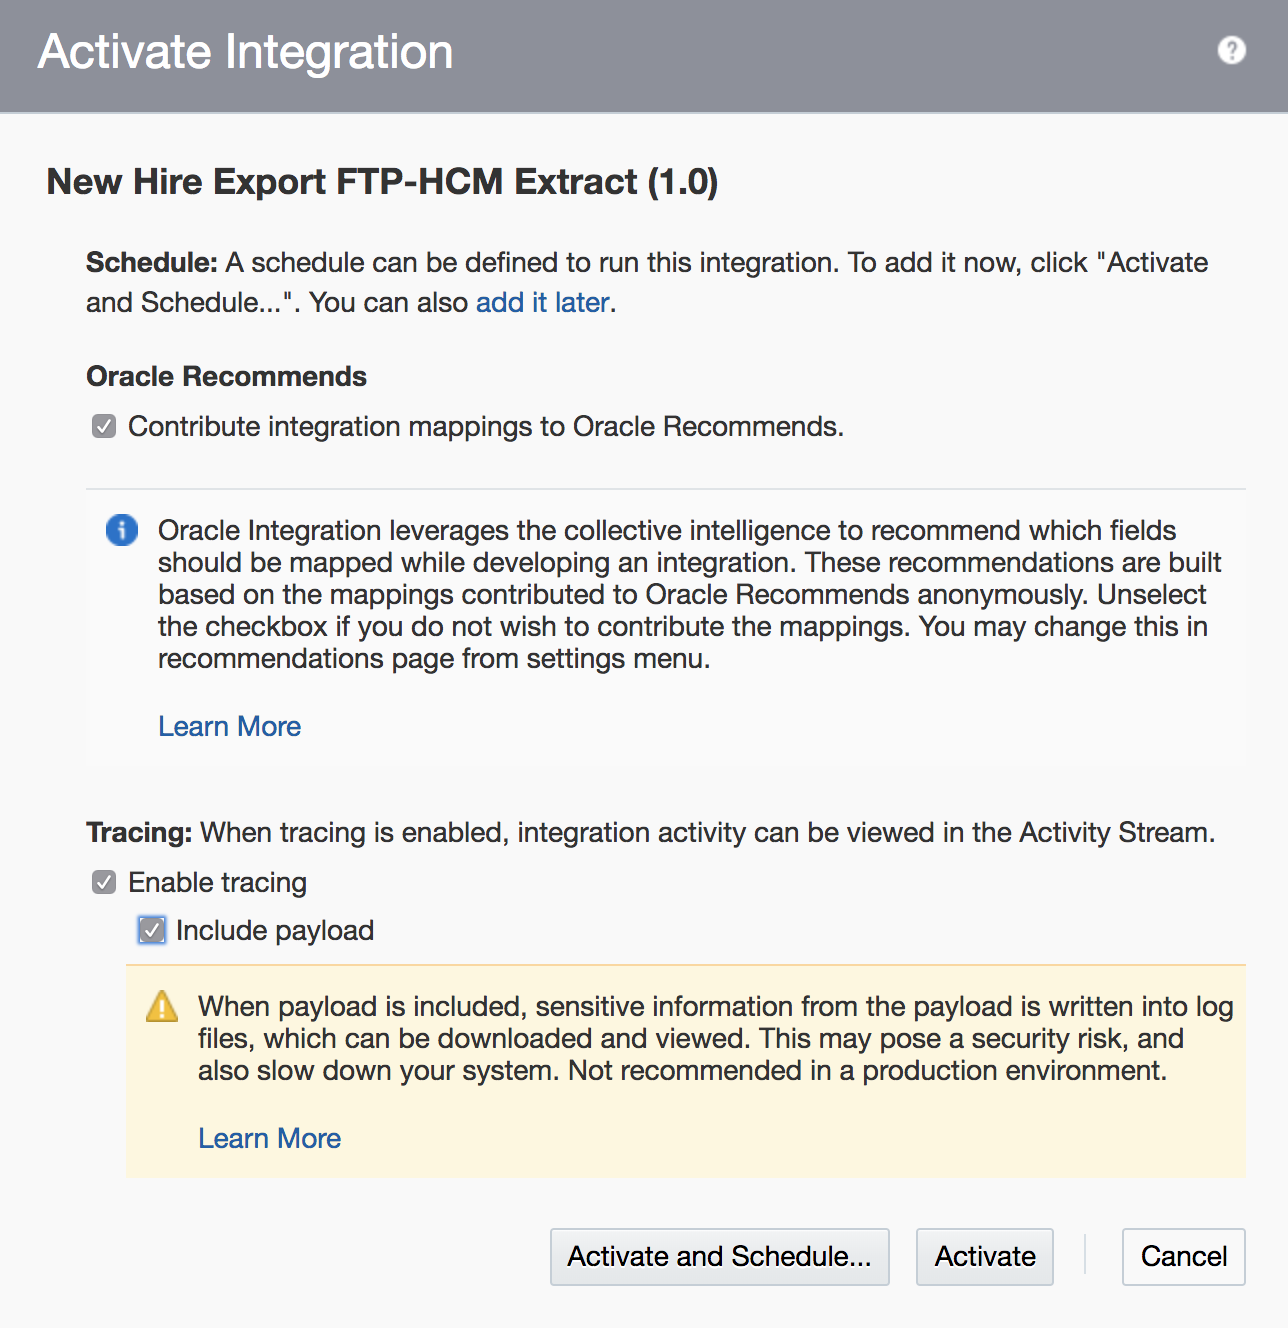 Activate Integration
New Hire Export FTP-HCM Extract (1.0)
Schedule: A schedule can be defined to run this integration. To add it now, click "Activate
and Schedule...". You can also add it later.
Oracle Recommends
Contribute integration mappings to Oracle Recommends.
Oracle Integration leverages the collective intelligence to recommend which fields
should be mapped while developing an integration. These recommendations are built
based on the mappings contributed to Oracle Recommends anonymously. Unselect
the checkbox if you do not wish to contribute the mappings. You may change this in
recommendations page from settings menu.
Learn More
Tracing: When tracing is enabled, integration activity can be viewed in the Activity Stream.
Enable tracing
Include payload
When payload is included, sensitive information from the payload is written into log
files, which can be downloaded and viewed. This may pose a security risk, and
also slow down your system. Not recommended in a production environment.
Learn More
Activate and Schedule... Activate Cancel